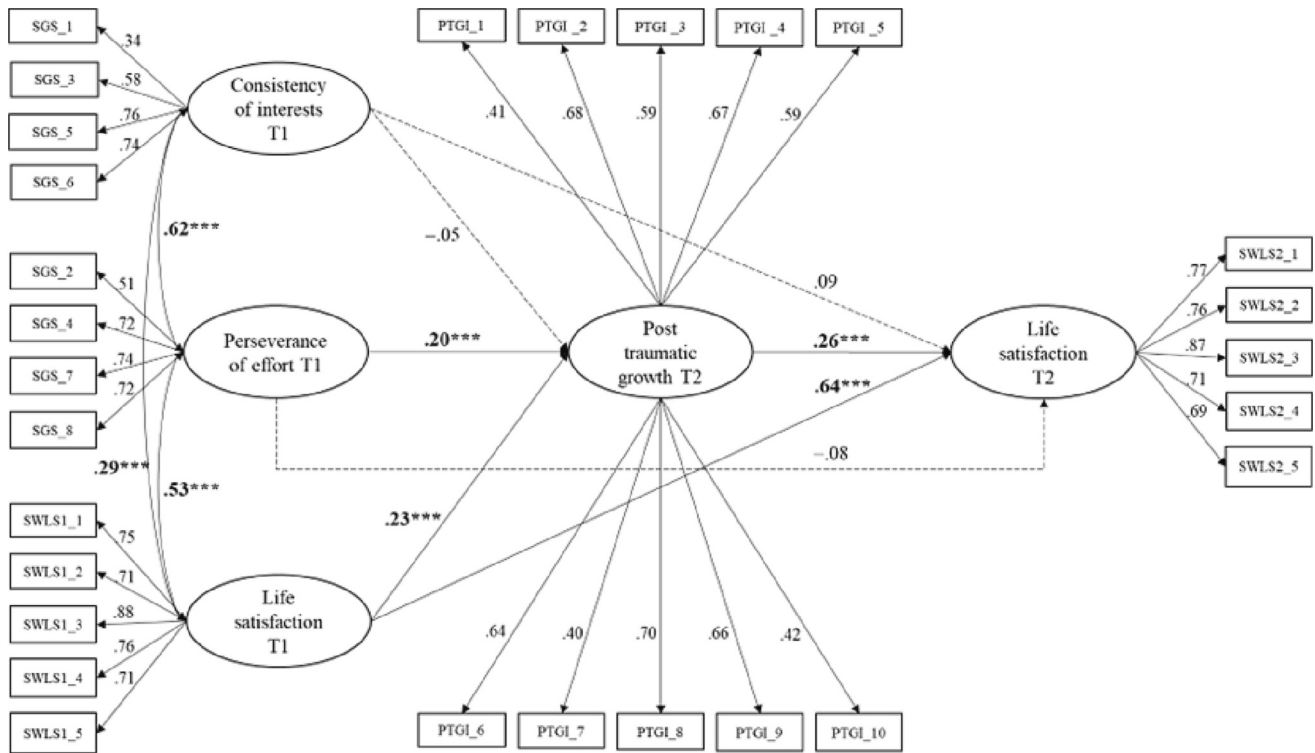 SGS_1
.34
SGS_3
.58
SGS_5
.76
SGS_6
.74
Consistency
of interests
T1
PTGI_1
PTGI _2
PTGI _3
PTGI _4
PTGI _5
.41
.68
.59
.67
.59
.62***
–.05
.09
SGS_2
.51
SGS_4
.72
SGS_7
.74
SGS_8
.72
Perseverance
of effort T1
.20***
Post
traumatic
growth T2
.26***
.64***
Life
satisfaction
T2
.77
SWLS2_1
.76
SWLS2_2
.87
SWLS2_3
.71
SWLS2_4
.69
SWLS2_5
–.08
.29***
.53***
.23***
SWLS1_1
.75
SWLS1_2
.71
SWLS1_3
.88
SWLS1_4
.76
SWLS1_5
.71
Life
satisfaction
T1
.64
.40
.70
.66
.42
PTGI_6
PTGI_7
PTGI_8
PTGI_9
PTGI_10